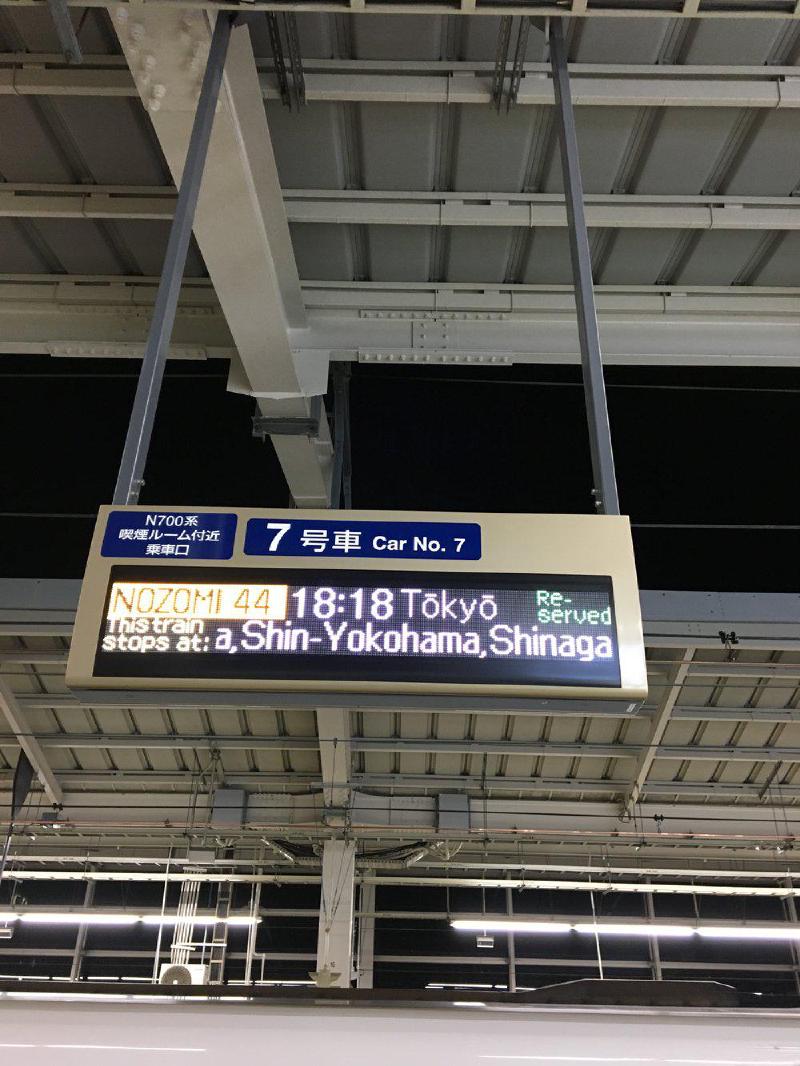 N700系
喫煙ルーム付近
乗車口
7号車 Car No. 7
NOZOMI 44 18:18 Tōkyō Re-served
This train stops at: a,Shin-Yokohama,Shinaga